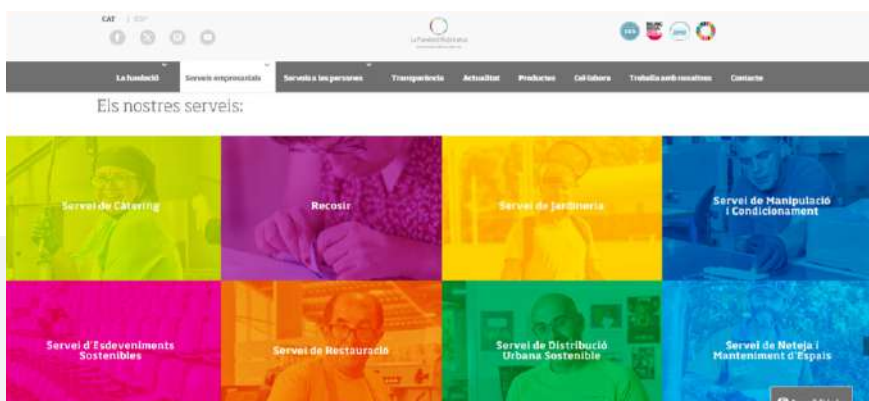 CAT | ESP
La fundació Serveis empresarials Serveis a les persones Transparència Actualitat Productes Col·labora Treballa amb nosaltres Contacte
Els nostres serveis:
Servei de Càtering
Recosir
Servei de Jardineria
Servei de Manipulació
i Condicionament
Servei d'Esdeveniments
Sostenibles
Servei de Restauració
Servei de Distribució
Urbana Sostenible
Servei de Neteja i
Manteniment d'Espais